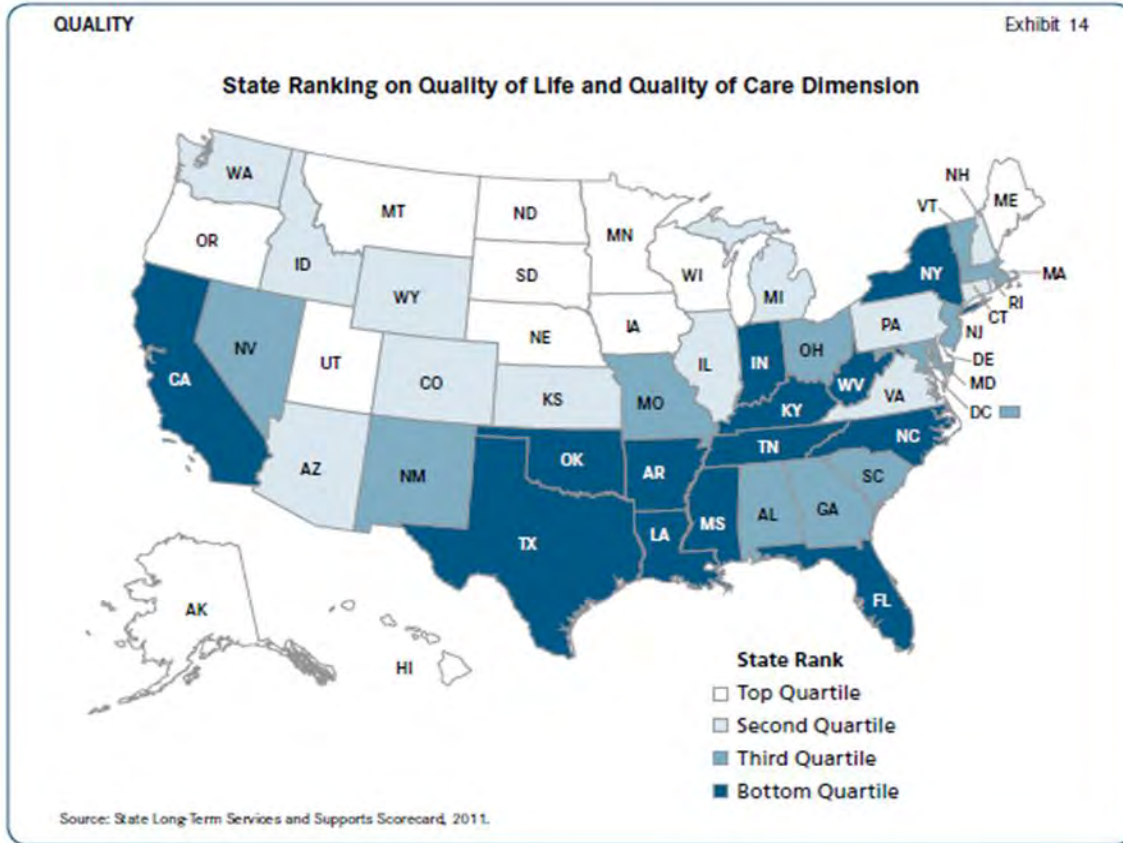 QUALITY
Exhibit 14
State Ranking on Quality of Life and Quality of Care Dimension
WA
MT
ND
MN
OR
ID
SD
WI
MI
NH
VT
ME
NY
MA
RI
CT
WY
NE
IA
PA
NJ
NV
UT
CO
IL
IN
OH
DE
MD
DC
CA
KS
MO
WV
VA
KY
AZ
NM
OK
AR
TN
NC
SC
TX
LA
MS
AL
GA
FL
AK
HI
State Rank
Top Quartile
Second Quartile
Third Quartile
Bottom Quartile
Source: State Long-Term Services and Supports Scorecard, 2011.